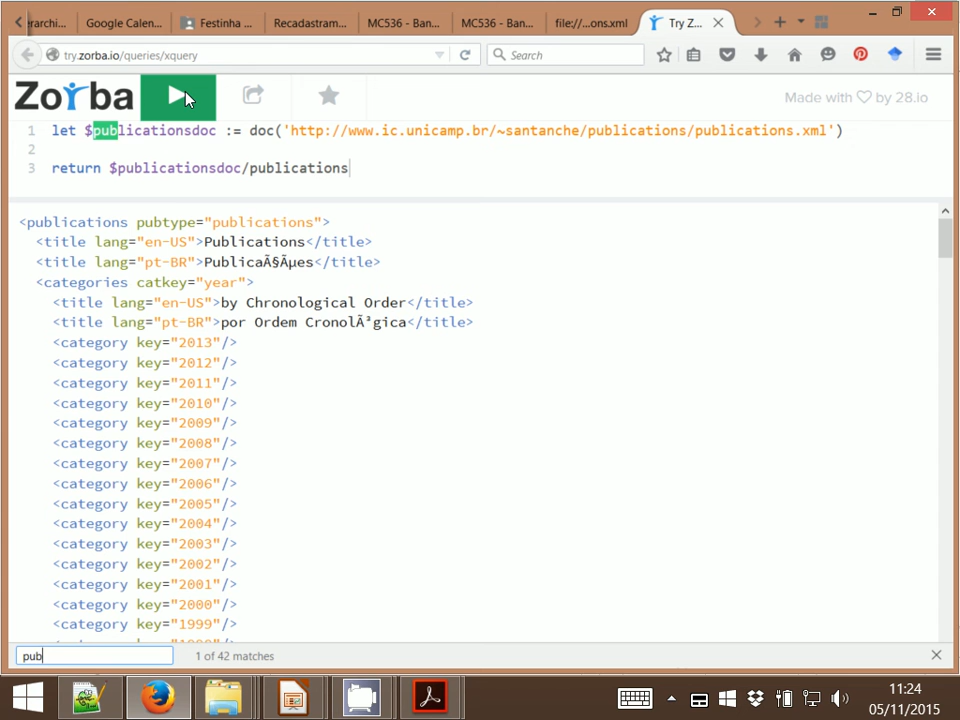 erarchi...
Google Calen...
Festinha ...
Recadastram...
MC536 - Ban...
MC536 - Ban...
file://...ons.xml
Try Z...
try.zorba.io/queries/xquery
Search
Zorba
Made with ♡ by 28.io
1 let $publicationsdoc := doc('http://www.ic.unicamp.br/~santanche/publications/publications.xml')
2
3 return $publicationsdoc/publications
<publications pubtype="publications">
<title lang="en-US">Publications</title>
<title lang="pt-BR">PublicaÃ§Ãµes</title>
<categories catkey="year">
<title lang="en-US">by Chronological Order</title>
<title lang="pt-BR">por Ordem CronolÃ³gica</title>
<category key="2013"/>
<category key="2012"/>
<category key="2011"/>
<category key="2010"/>
<category key="2009"/>
<category key="2008"/>
<category key="2007"/>
<category key="2006"/>
<category key="2005"/>
<category key="2004"/>
<category key="2003"/>
<category key="2002"/>
<category key="2001"/>
<category key="2000"/>
<category key="1999"/>
pub
1 of 42 matches
11:24
05/11/2015